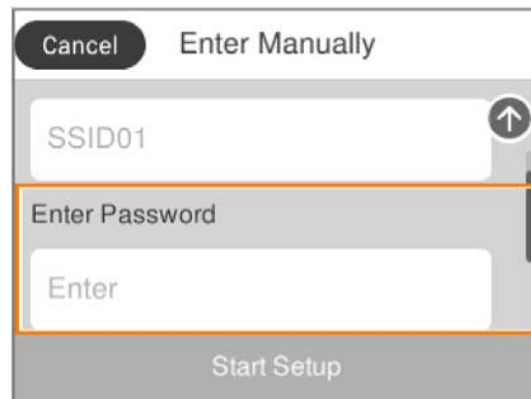 Cancel Enter Manually
SSID01
Enter Password
Enter
Start Setup